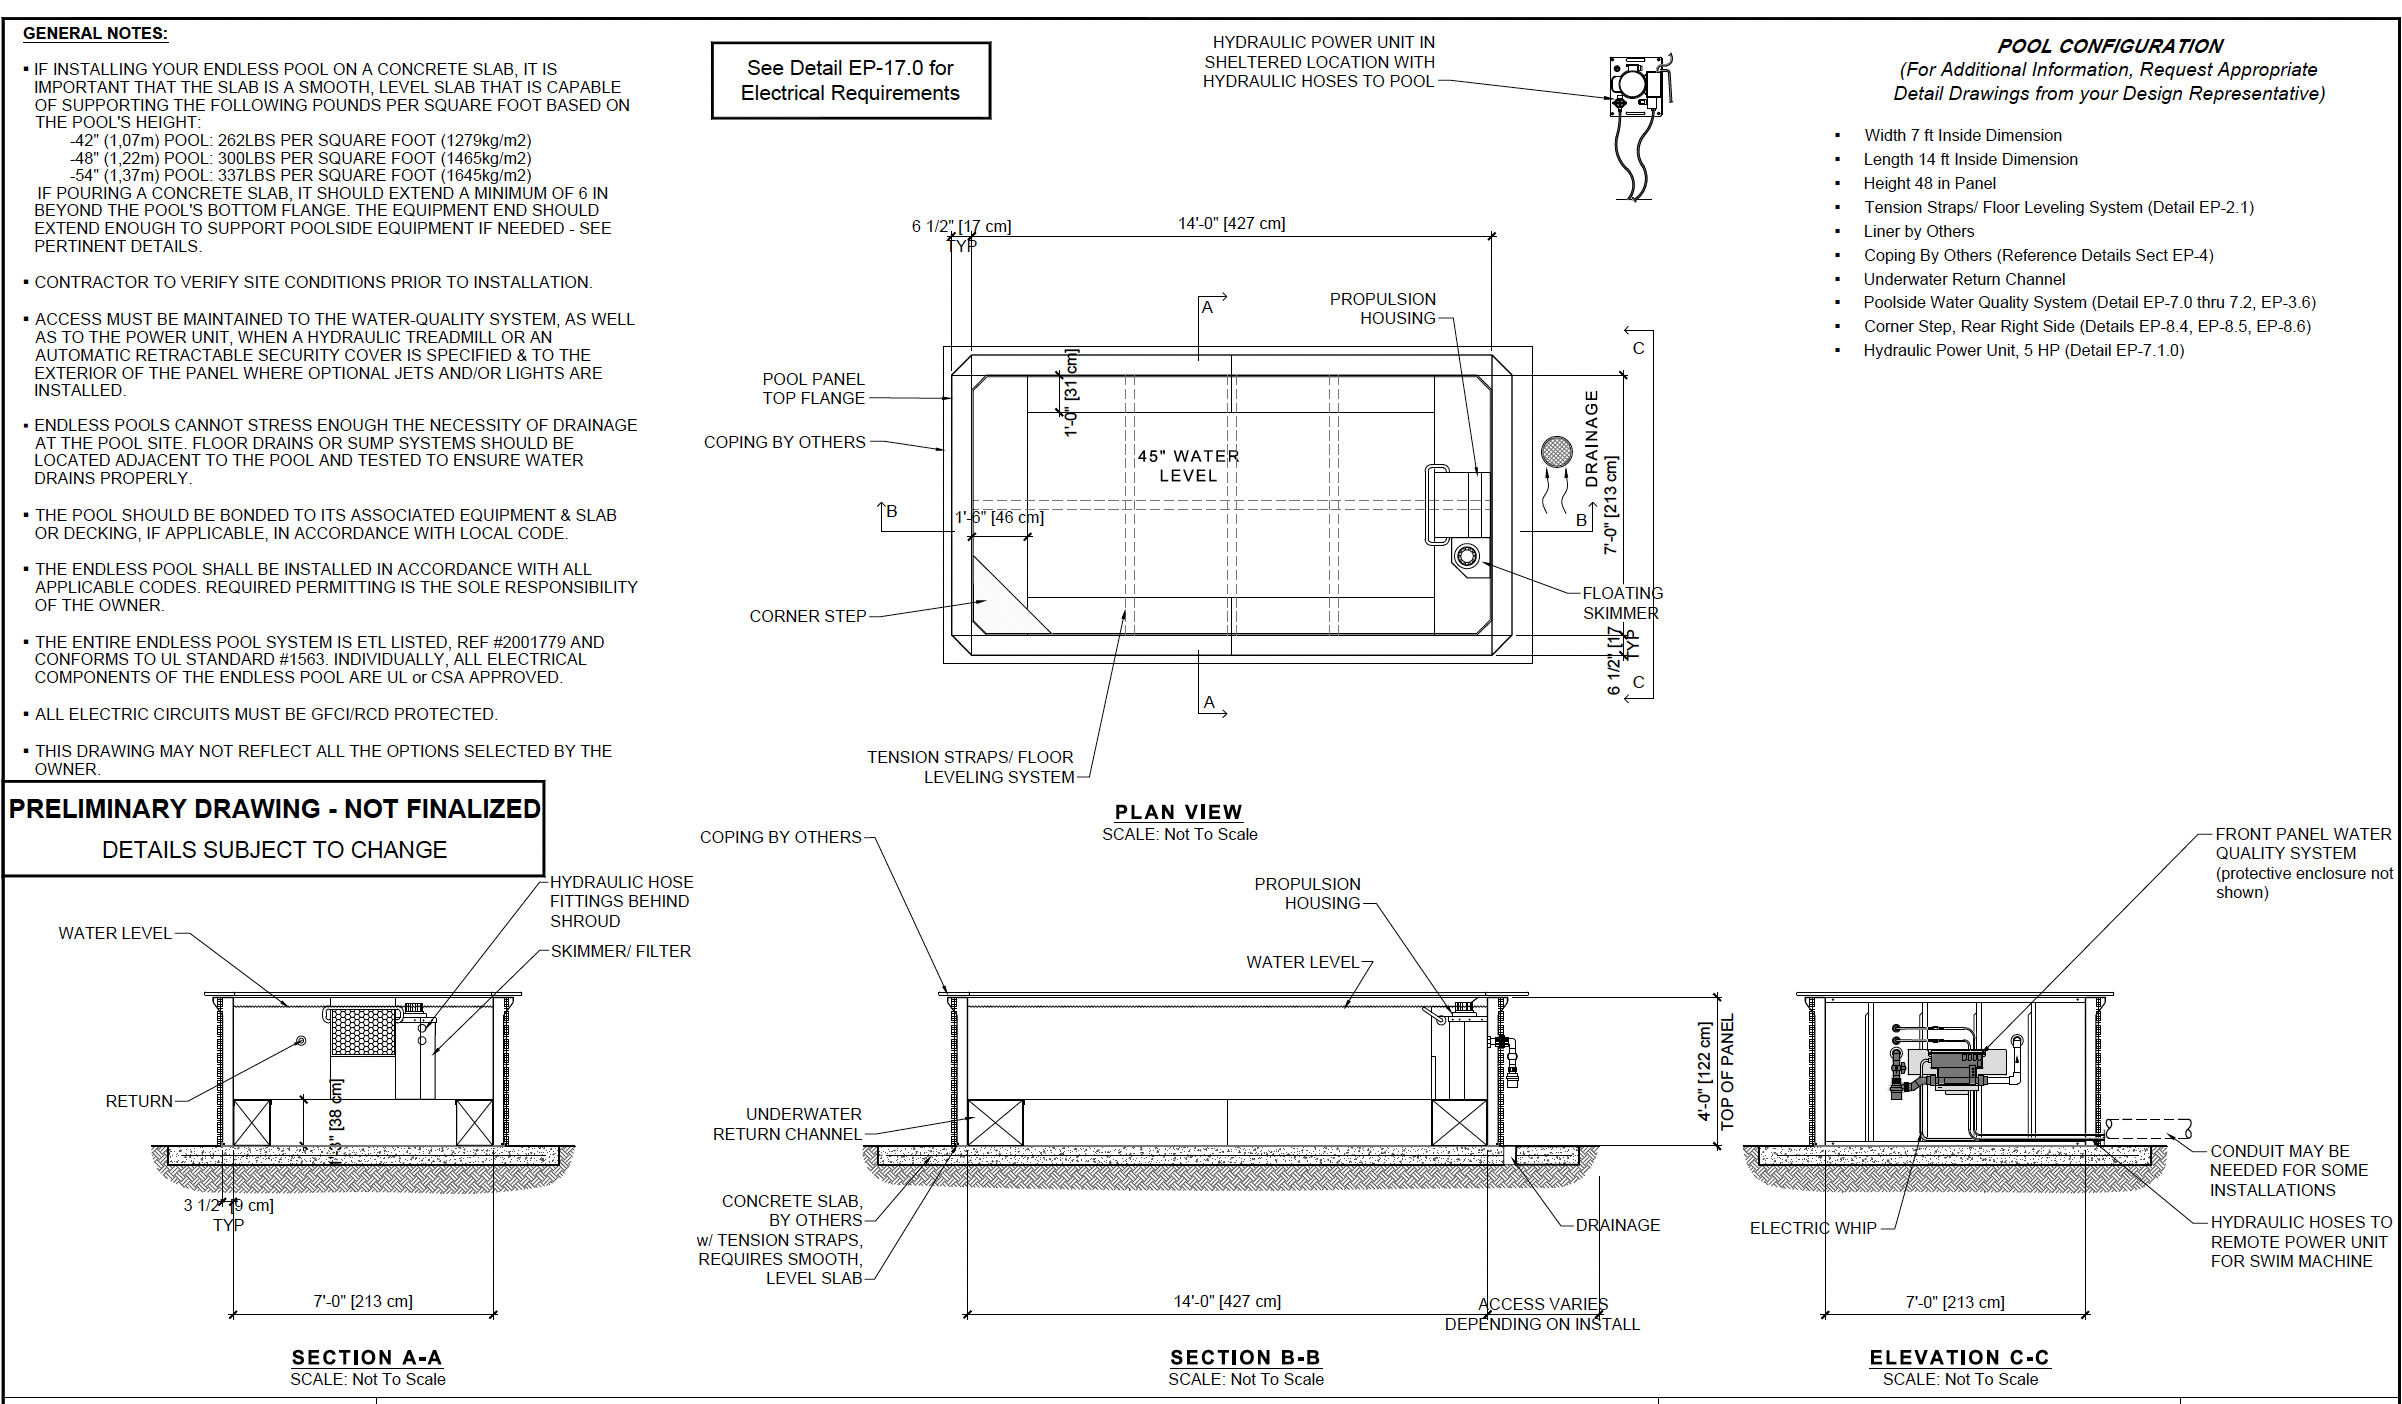 GENERAL NOTES:
▪ IF INSTALLING YOUR ENDLESS POOL ON A CONCRETE SLAB, IT IS
IMPORTANT THAT THE SLAB IS A SMOOTH, LEVEL SLAB THAT IS CAPABLE
OF SUPPORTING THE FOLLOWING POUNDS PER SQUARE FOOT BASED ON
THE POOL'S HEIGHT:
-42" (1,07m) POOL: 262LBS PER SQUARE FOOT (1279kg/m2)
-48" (1,22m) POOL: 300LBS PER SQUARE FOOT (1465kg/m2)
-54" (1,37m) POOL: 337LBS PER SQUARE FOOT (1645kg/m2)
IF POURING A CONCRETE SLAB, IT SHOULD EXTEND A MINIMUM OF 6 IN
BEYOND THE POOL'S BOTTOM FLANGE. THE EQUIPMENT END SHOULD
EXTEND ENOUGH TO SUPPORT POOLSIDE EQUIPMENT IF NEEDED - SEE
PERTINENT DETAILS.
▪ CONTRACTOR TO VERIFY SITE CONDITIONS PRIOR TO INSTALLATION.
▪ ACCESS MUST BE MAINTAINED TO THE WATER-QUALITY SYSTEM, AS WELL
AS TO THE POWER UNIT, WHEN A HYDRAULIC TREADMILL OR AN
AUTOMATIC RETRACTABLE SECURITY COVER IS SPECIFIED & TO THE
EXTERIOR OF THE PANEL WHERE OPTIONAL JETS AND/OR LIGHTS ARE
INSTALLED.
▪ ENDLESS POOLS CANNOT STRESS ENOUGH THE NECESSITY OF DRAINAGE
AT THE POOL SITE. FLOOR DRAINS OR SUMP SYSTEMS SHOULD BE
LOCATED ADJACENT TO THE POOL AND TESTED TO ENSURE WATER
DRAINS PROPERLY.
▪ THE POOL SHOULD BE BONDED TO ITS ASSOCIATED EQUIPMENT & SLAB
OR DECKING, IF APPLICABLE, IN ACCORDANCE WITH LOCAL CODE.
▪ THE ENDLESS POOL SHALL BE INSTALLED IN ACCORDANCE WITH ALL
APPLICABLE CODES. REQUIRED PERMITTING IS THE SOLE RESPONSIBILITY
OF THE OWNER.
▪ THE ENTIRE ENDLESS POOL SYSTEM IS ETL LISTED, REF #2001779 AND
CONFORMS TO UL STANDARD #1563. INDIVIDUALLY, ALL ELECTRICAL
COMPONENTS OF THE ENDLESS POOL ARE UL or CSA APPROVED.
▪ ALL ELECTRIC CIRCUITS MUST BE GFCI/RCD PROTECTED.
▪ THIS DRAWING MAY NOT REFLECT ALL THE OPTIONS SELECTED BY THE
OWNER.
PRELIMINARY DRAWING - NOT FINALIZED
DETAILS SUBJECT TO CHANGE
See Detail EP-17.0 for
Electrical Requirements
HYDRAULIC POWER UNIT IN
SHELTERED LOCATION WITH
HYDRAULIC HOSES TO POOL
POOL CONFIGURATION
(For Additional Information, Request Appropriate
Detail Drawings from your Design Representative)
▪ Width 7 ft Inside Dimension
▪ Length 14 ft Inside Dimension
▪ Height 48 in Panel
▪ Tension Straps/ Floor Leveling System (Detail EP-2.1)
▪ Liner by Others
▪ Coping By Others (Reference Details Sect EP-4)
▪ Underwater Return Channel
▪ Poolside Water Quality System (Detail EP-7.0 thru 7.2, EP-3.6)
▪ Corner Step, Rear Right Side (Details EP-8.4, EP-8.5, EP-8.6)
▪ Hydraulic Power Unit, 5 HP (Detail EP-7.1.0)
6 1/2" [17 cm]
TYP
14'-0" [427 cm]
A
PROPULSION
HOUSING
C
POOL PANEL
TOP FLANGE
1'-0" [31 cm]
COPING BY OTHERS
45" WATER
LEVEL
DRAINAGE
7'-0" [213 cm]
B
1'-6" [46 cm]
B
CORNER STEP
FLOATING
SKIMMER
6 1/2" [17
TYP
C
A
TENSION STRAPS/ FLOOR
LEVELING SYSTEM
PLAN VIEW
SCALE: Not To Scale
HYDRAULIC HOSE
FITTINGS BEHIND
SHROUD
SKIMMER/ FILTER
WATER LEVEL
RETURN
1'-3" [38 cm]
3 1/2" [9 cm]
TYP
7'-0" [213 cm]
SECTION A-A
SCALE: Not To Scale
COPING BY OTHERS
PROPULSION
HOUSING
WATER LEVEL
UNDERWATER
RETURN CHANNEL
4'-0" [122 cm]
TOP OF PANEL
CONCRETE SLAB,
BY OTHERS
w/ TENSION STRAPS,
REQUIRES SMOOTH,
LEVEL SLAB
DRAINAGE
14'-0" [427 cm]
ACCESS VARIES
DEPENDING ON INSTALL
SECTION B-B
SCALE: Not To Scale
FRONT PANEL WATER
QUALITY SYSTEM
(protective enclosure not
shown)
CONDUIT MAY BE
NEEDED FOR SOME
INSTALLATIONS
ELECTRIC WHIP
HYDRAULIC HOSES TO
REMOTE POWER UNIT
FOR SWIM MACHINE
7'-0" [213 cm]
ELEVATION C-C
SCALE: Not To Scale